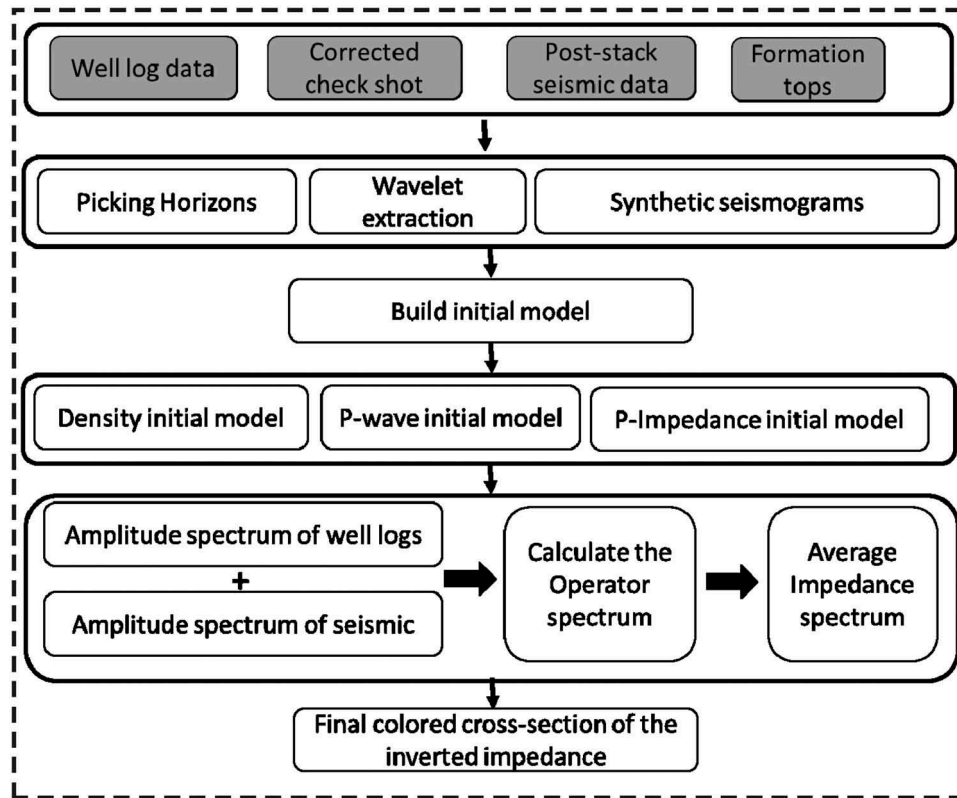 Well log data
Corrected
check shot
Post-stack
seismic data
Formation
tops
Picking Horizons
Wavelet
extraction
Synthetic seismograms
Build initial model
Density initial model
P-wave initial model
P-Impedance initial model
Amplitude spectrum of well logs
+
Amplitude spectrum of seismic
Calculate the
Operator
spectrum
Average
Impedance
spectrum
Final colored cross-section of the
inverted impedance